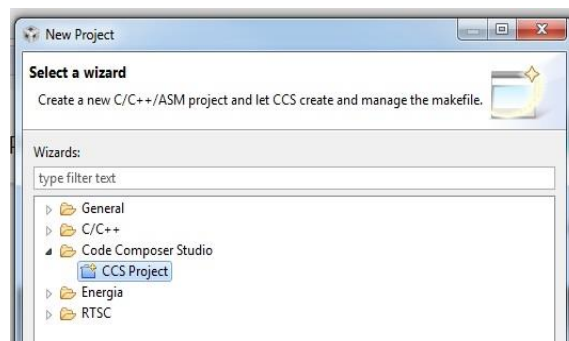 New Project
Select a wizard
Create a new C/C++/ASM project and let CCS create and manage the makefile.
Wizards:
type filter text
General
C/C++
Code Composer Studio
CCS Project
Energia
RTSC